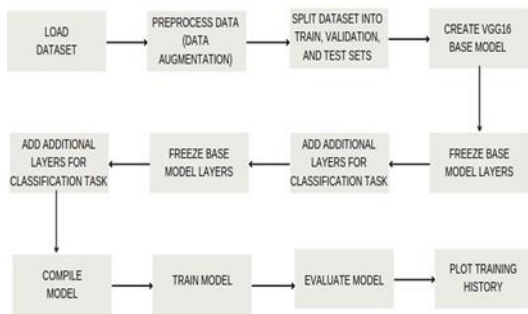 LOAD
DATASET
PREPROCESS DATA
(DATA
AUGMENTATION)
SPLIT DATASET INTO
TRAIN, VALIDATION,
AND TEST SETS
CREATE VGG16
BASE MODEL
FREEZE BASE
MODEL LAYERS
ADD ADDITIONAL
LAYERS FOR
CLASSIFICATION TASK
FREEZE BASE
MODEL LAYERS
ADD ADDITIONAL
LAYERS FOR
CLASSIFICATION TASK
COMPILE
MODEL
TRAIN MODEL
EVALUATE MODEL
PLOT TRAINING
HISTORY